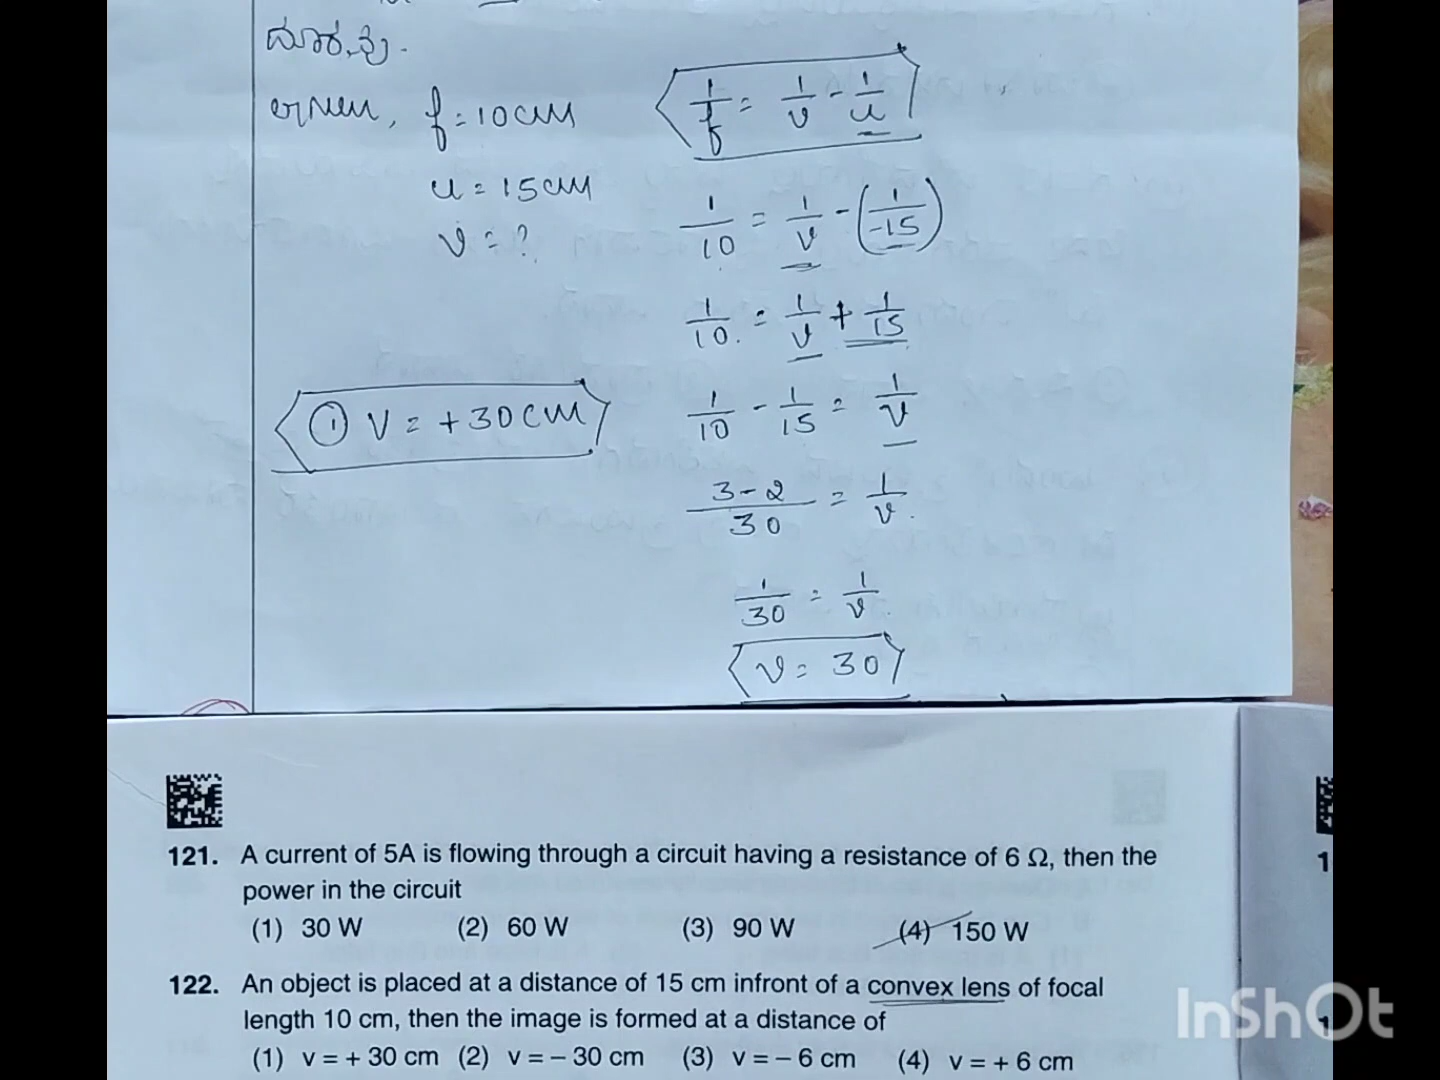 ದೂರವು.
f = 10cm
u = 15cm
v = ?
1/f = 1/v - 1/u
1/10 = 1/v - (1/-15)
1/10 = 1/v + 1/15
1/10 - 1/15 = 1/v
① V = +30cm
3-2/30 = 1/v
1/30 = 1/v
v = 30
121. A current of 5A is flowing through a circuit having a resistance of 6 Ω, then the
power in the circuit
(1) 30 W (2) 60 W (3) 90 W (4) 150 W
122. An object is placed at a distance of 15 cm infront of a convex lens of focal
length 10 cm, then the image is formed at a distance of
(1) v = + 30 cm (2) v = – 30 cm (3) v = – 6 cm (4) v = + 6 cm
InShOt